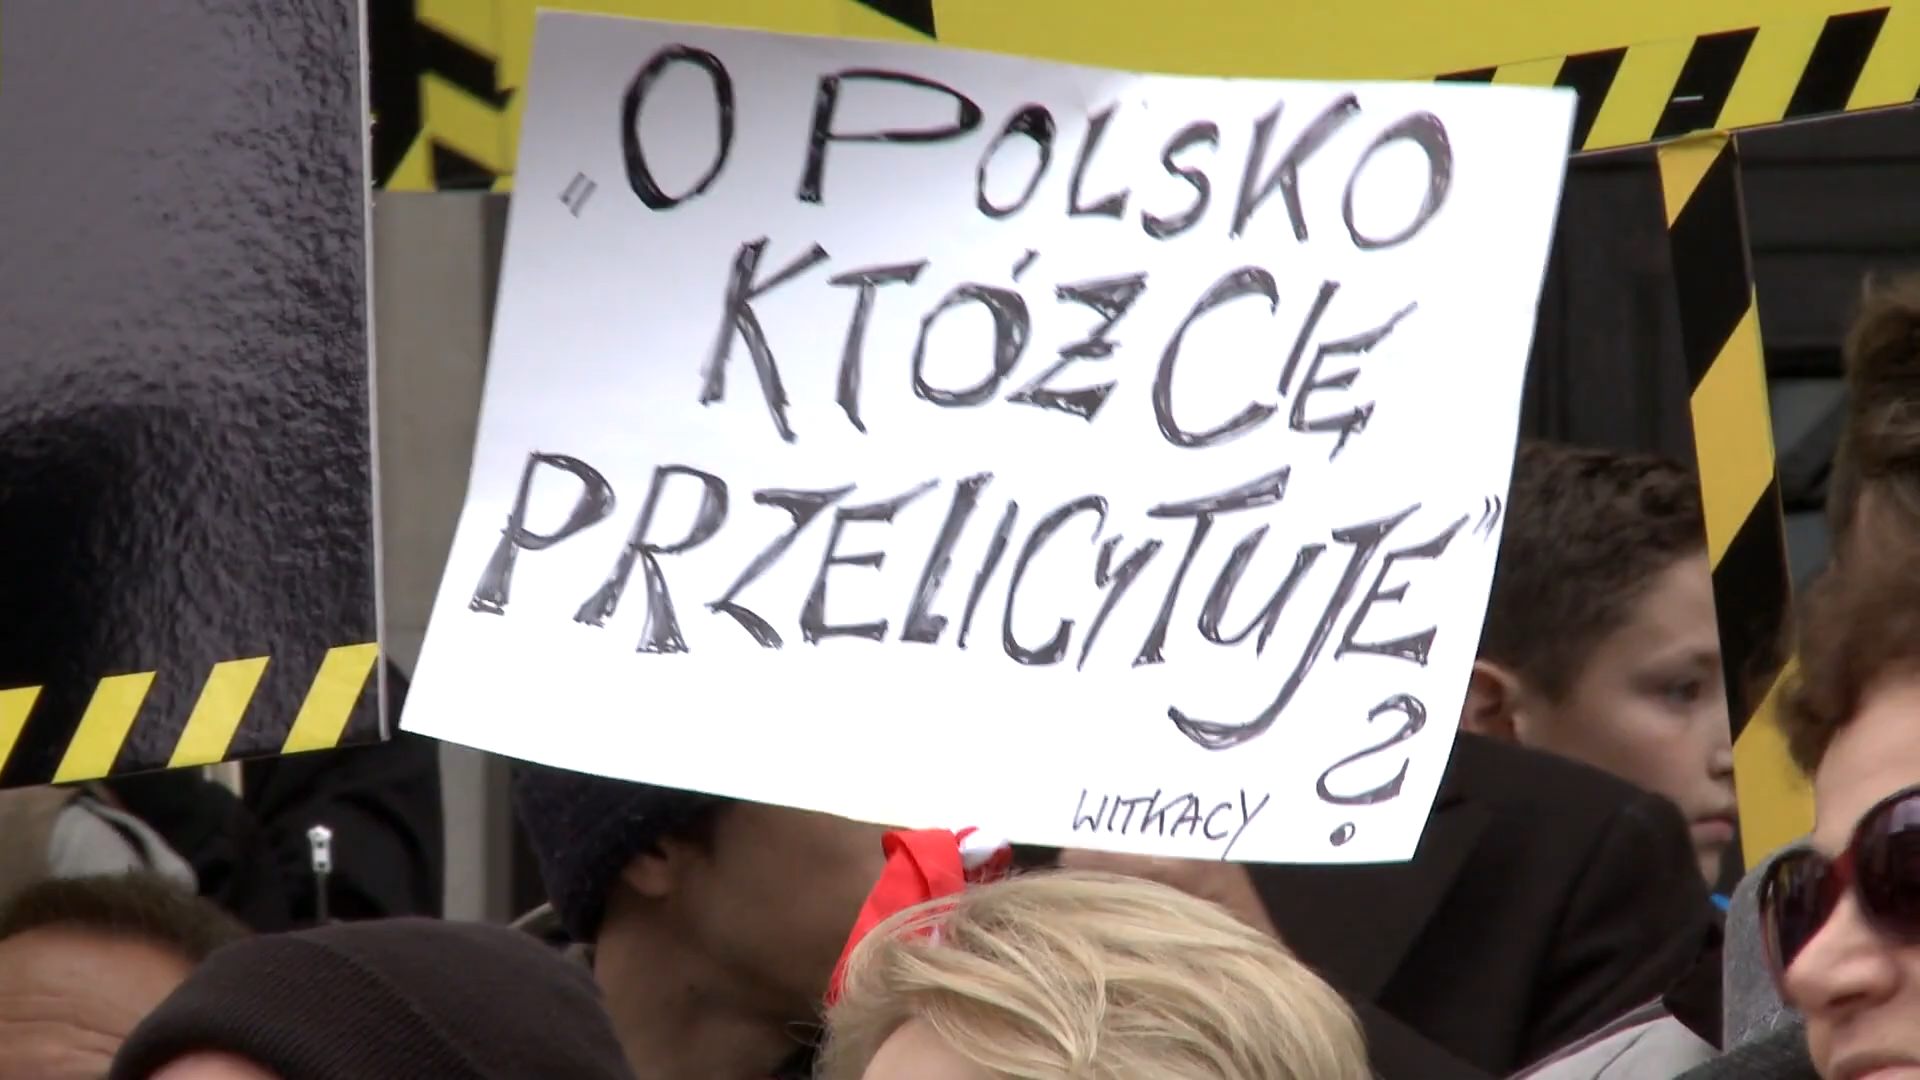 „O POLSKO
KTÓŻ CIĘ
PRZELICYTUJE”
?
WITKACY